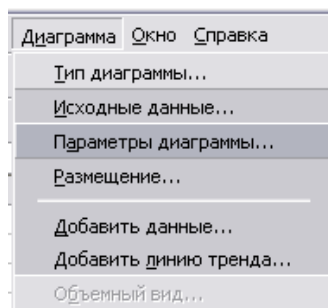 Диаграмма Окно Справка
Тип диаграммы...
Исходные данные...
Параметры диаграммы...
Размещение...
Добавить данные...
Добавить линию тренда...
Объемный вид...